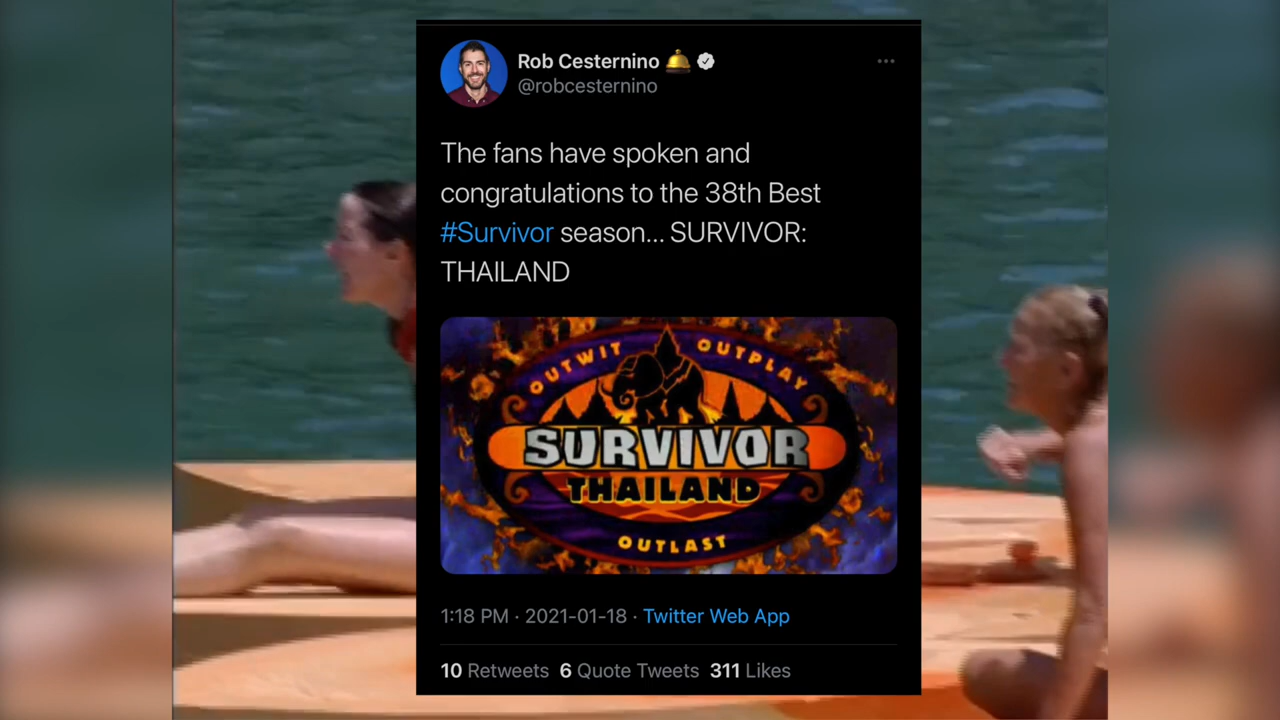 Rob Cesternino 🛎️
@robcesternino
The fans have spoken and
congratulations to the 38th Best
#Survivor season... SURVIVOR:
THAILAND
OUTWIT OUTPLAY
SURVIVOR
THAILAND
OUTLAST
1:18 PM · 2021-01-18 · Twitter Web App
10 Retweets 6 Quote Tweets 311 Likes